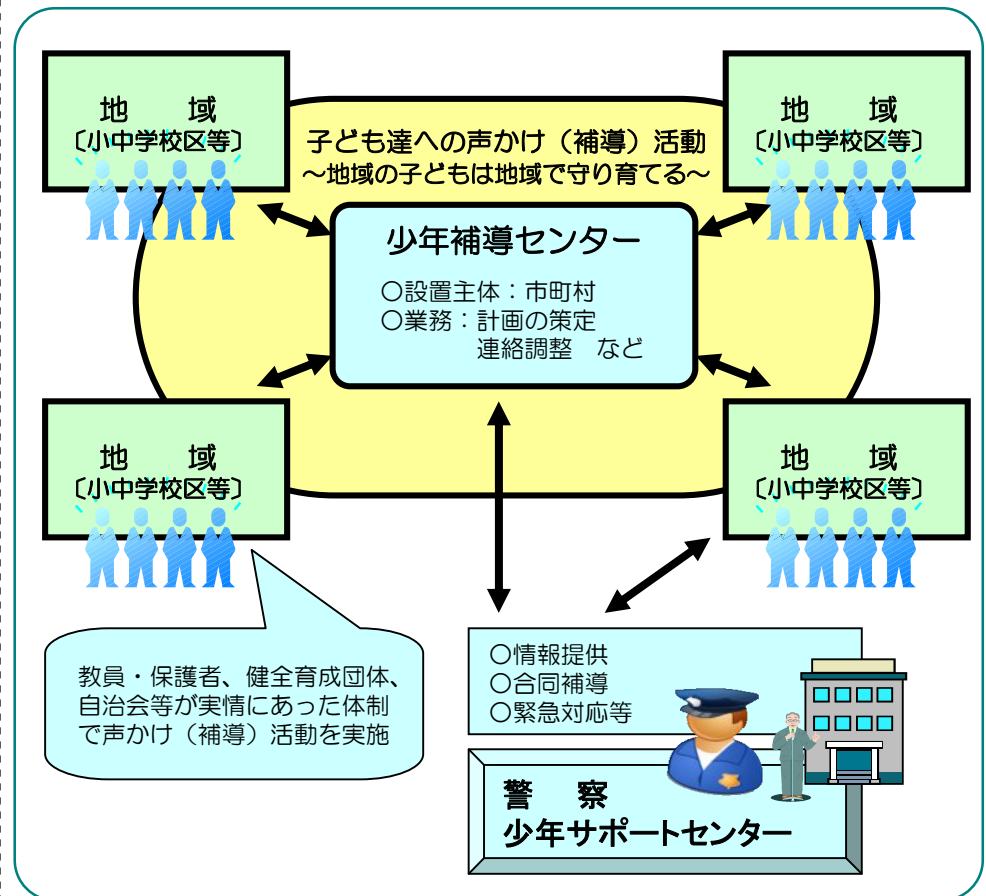 地　域
〔小中学校区等〕
地　域
〔小中学校区等〕
子ども達への声かけ（補導）活動
～地域の子どもは地域で守り育てる～
少年補導センター
○設置主体：市町村
○業務：計画の策定
連絡調整　など
地　域
〔小中学校区等〕
地　域
〔小中学校区等〕
教員・保護者、健全育成団体、
自治会等が実情にあった体制
で声かけ（補導）活動を実施
○情報提供
○合同補導
○緊急対応等
警　察
少年サポートセンター